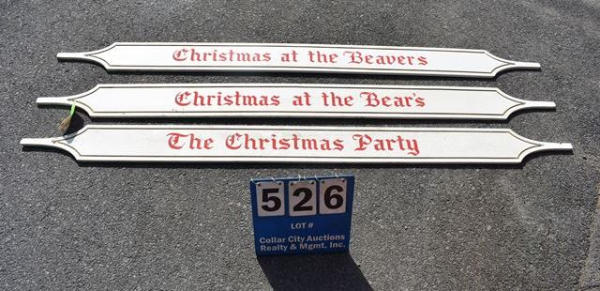 Christmas at the Beavers
Christmas at the Bear's
The Christmas Party
526
LOT #
Collar City Auctions
Realty & Mgmt, Inc.